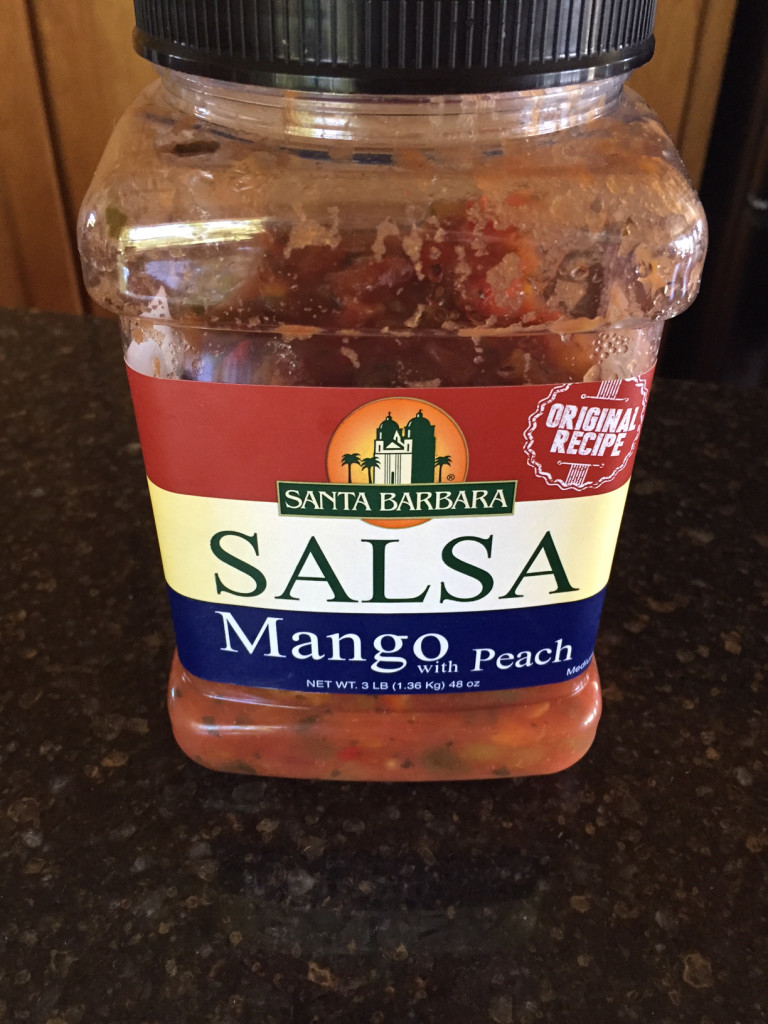 ORIGINAL
RECIPE
®
SANTA BARBARA
SALSA
Mango with Peach
NET WT. 3 LB (1.36 Kg) 48 oz